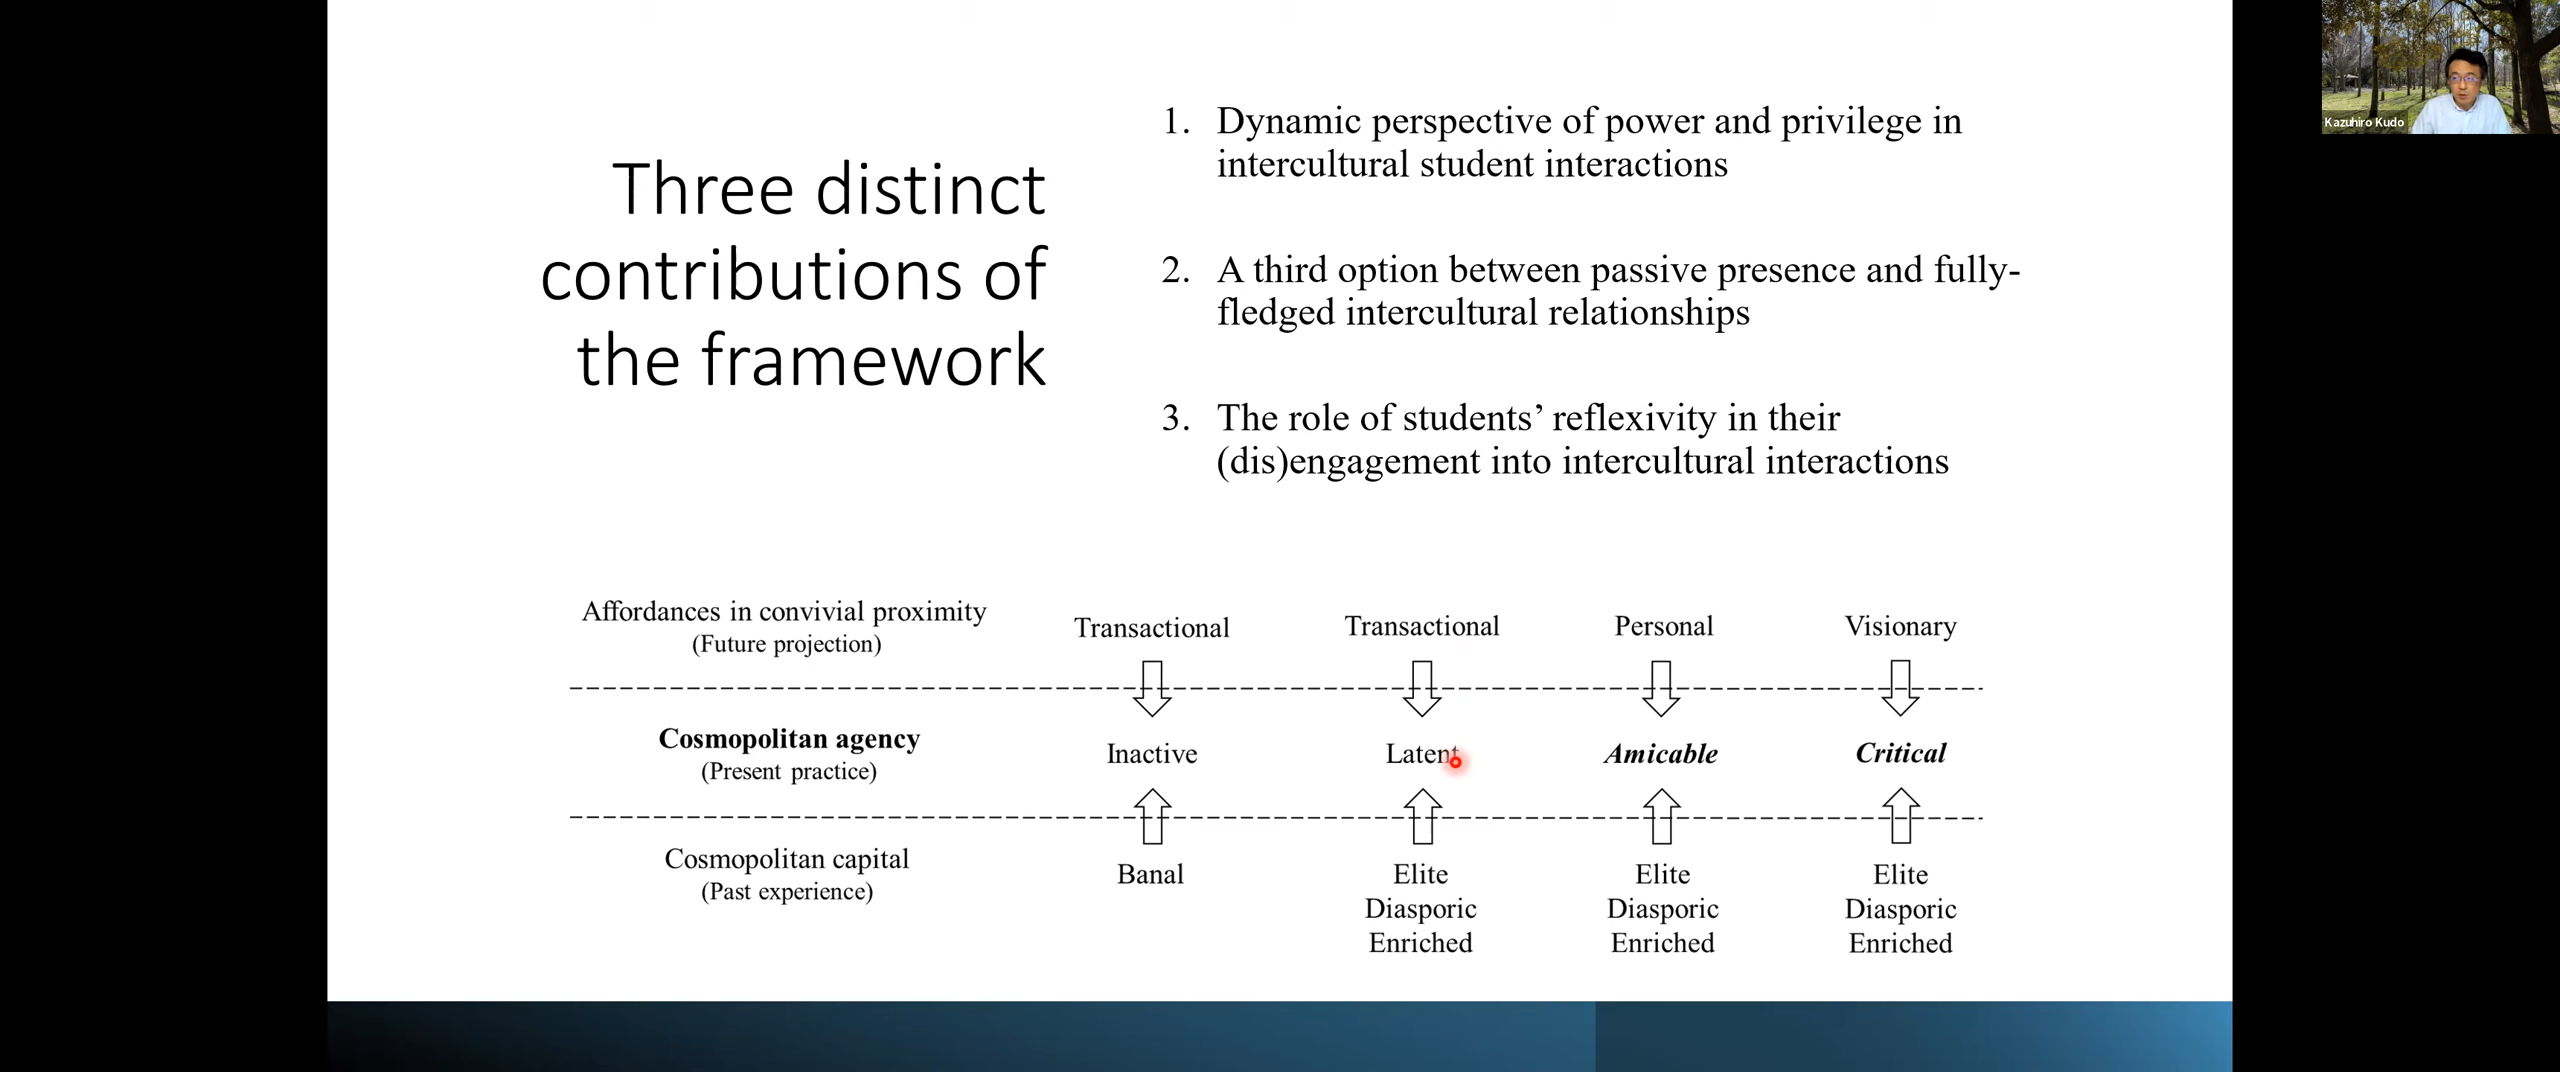 Three distinct
contributions of
the framework
1. Dynamic perspective of power and privilege in
intercultural student interactions
2. A third option between passive presence and fully-
fledged intercultural relationships
3. The role of students’ reflexivity in their
(dis)engagement into intercultural interactions
Affordances in convivial proximity
(Future projection)
Transactional Transactional Personal Visionary
Cosmopolitan agency
(Present practice)
Inactive Latent Amicable Critical
Cosmopolitan capital
(Past experience)
Banal Elite Elite Elite
Diasporic Diasporic Diasporic
Enriched Enriched Enriched
Kazuhiro Kudo